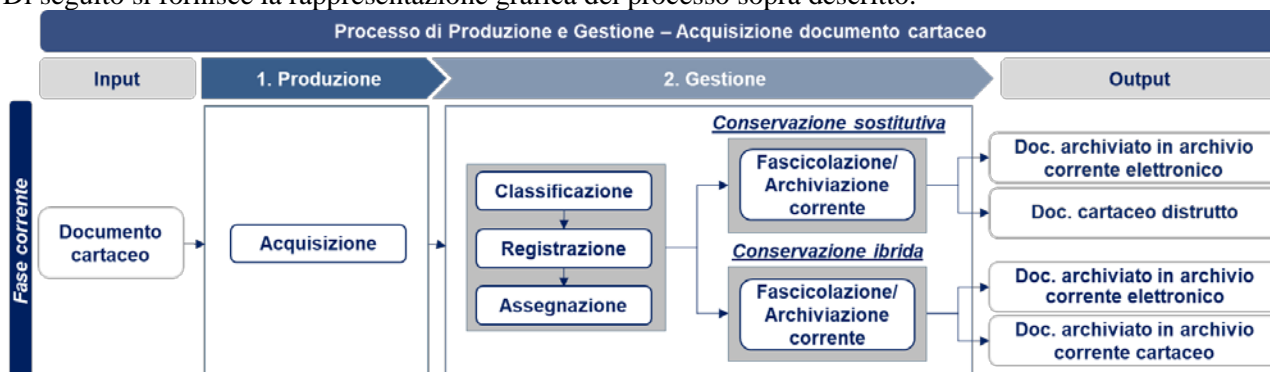 Di seguito si fornisce la rappresentazione grafica del processo sopra descritto.
Processo di Produzione e Gestione – Acquisizione documento cartaceo
Input
1. Produzione
2. Gestione
Output
Fase corrente
Documento
cartaceo
Acquisizione
Classificazione
Registrazione
Assegnazione
Conservazione sostitutiva
Fascicolazione/
Archiviazione
corrente
Conservazione ibrida
Fascicolazione/
Archiviazione
corrente
Doc. archiviato in archivio
corrente elettronico
Doc. cartaceo distrutto
Doc. archiviato in archivio
corrente elettronico
Doc. archiviato in archivio
corrente cartaceo